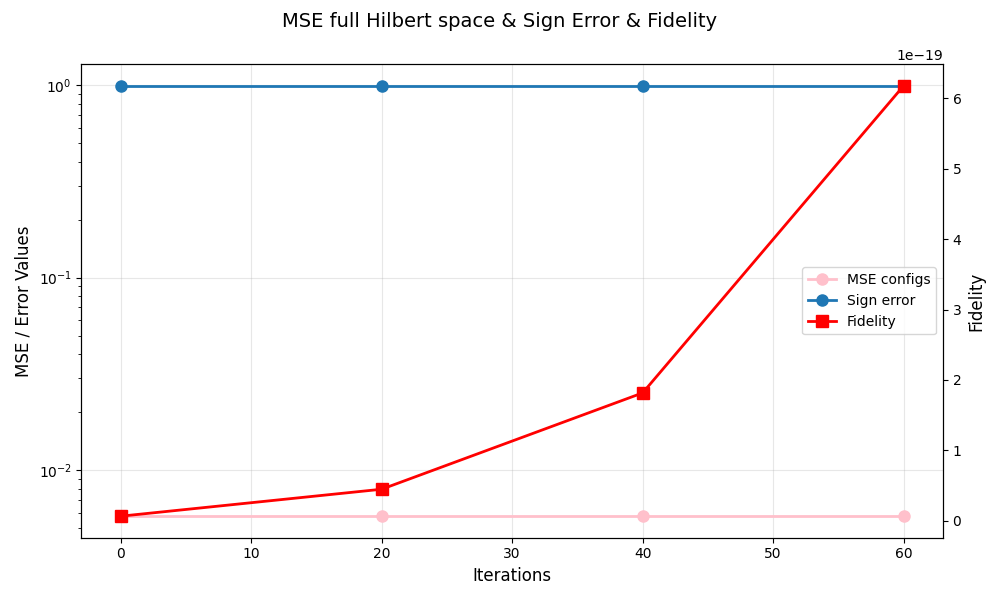 MSE full Hilbert space & Sign Error & Fidelity
1e−19
10⁰
10⁻¹
10⁻²
MSE / Error Values
6
5
4
3
2
1
0
Fidelity
MSE configs
Sign error
Fidelity
0 10 20 30 40 50 60
Iterations